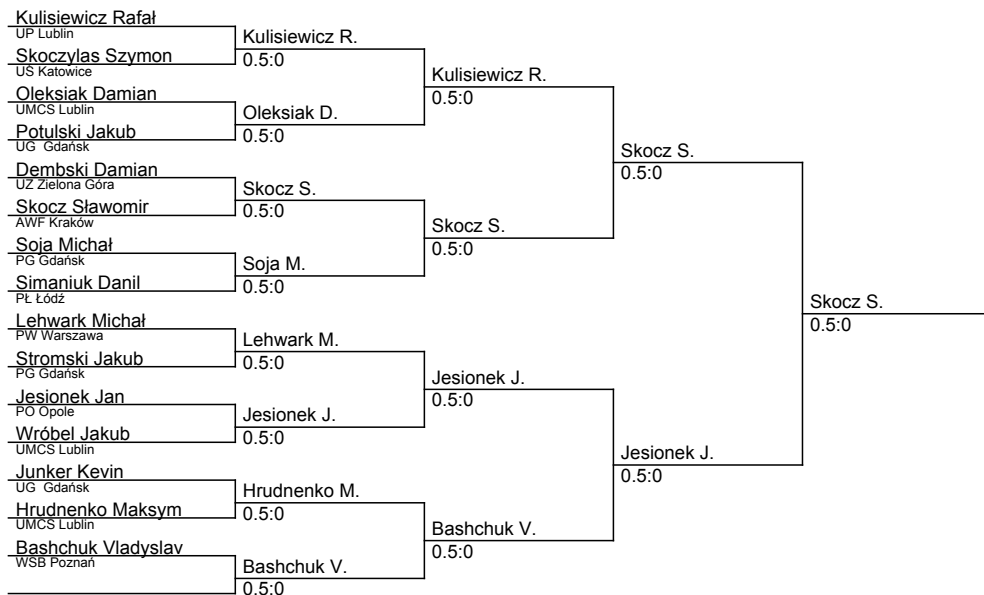 Kulisiewicz Rafał
UP Lublin
Skoczylas Szymon
UŚ Katowice
Oleksiak Damian
UMCS Lublin
Potulski Jakub
UG Gdańsk
Dembski Damian
UZ Zielona Góra
Skocz Sławomir
AWF Kraków
Soja Michał
PG Gdańsk
Simaniuk Danil
PŁ Łódź
Lehwark Michał
PW Warszawa
Stromski Jakub
PG Gdańsk
Jesionek Jan
PO Opole
Wróbel Jakub
UMCS Lublin
Junker Kevin
UG Gdańsk
Hrudnenko Maksym
UMCS Lublin
Bashchuk Vladyslav
WSB Poznań
Kulisiewicz R.
0.5:0
Oleksiak D.
0.5:0
Skocz S.
0.5:0
Soja M.
0.5:0
Lehwark M.
0.5:0
Jesionek J.
0.5:0
Hrudnenko M.
0.5:0
Bashchuk V.
0.5:0
Kulisiewicz R.
0.5:0
Skocz S.
0.5:0
Jesionek J.
0.5:0
Bashchuk V.
0.5:0
Skocz S.
0.5:0
Jesionek J.
0.5:0
Skocz S.
0.5:0